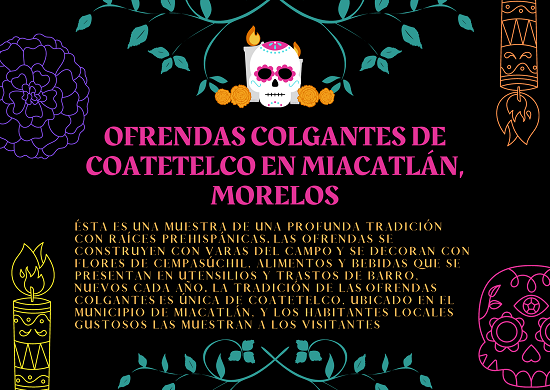 OFRENDAS COLGANTES DE
COATETELCO EN MIACATLÁN,
MORELOS
ÉSTA ES UNA MUESTRA DE UNA PROFUNDA TRADICIÓN
CON RAÍCES PREHISPÁNICAS. LAS OFRENDAS SE
CONSTRUYEN CON VARAS DEL CAMPO Y SE DECORAN CON
FLORES DE CEMPASÚCHIL, ALIMENTOS Y BEBIDAS QUE SE
PRESENTAN EN UTENSILIOS Y TRASTOS DE BARRO,
NUEVOS CADA AÑO. LA TRADICIÓN DE LAS OFRENDAS
COLGANTES ES ÚNICA DE COATETELCO, UBICADO EN EL
MUNICIPIO DE MIACATLÁN, Y LOS HABITANTES LOCALES
GUSTOSOS LAS MUESTRAN A LOS VISITANTES